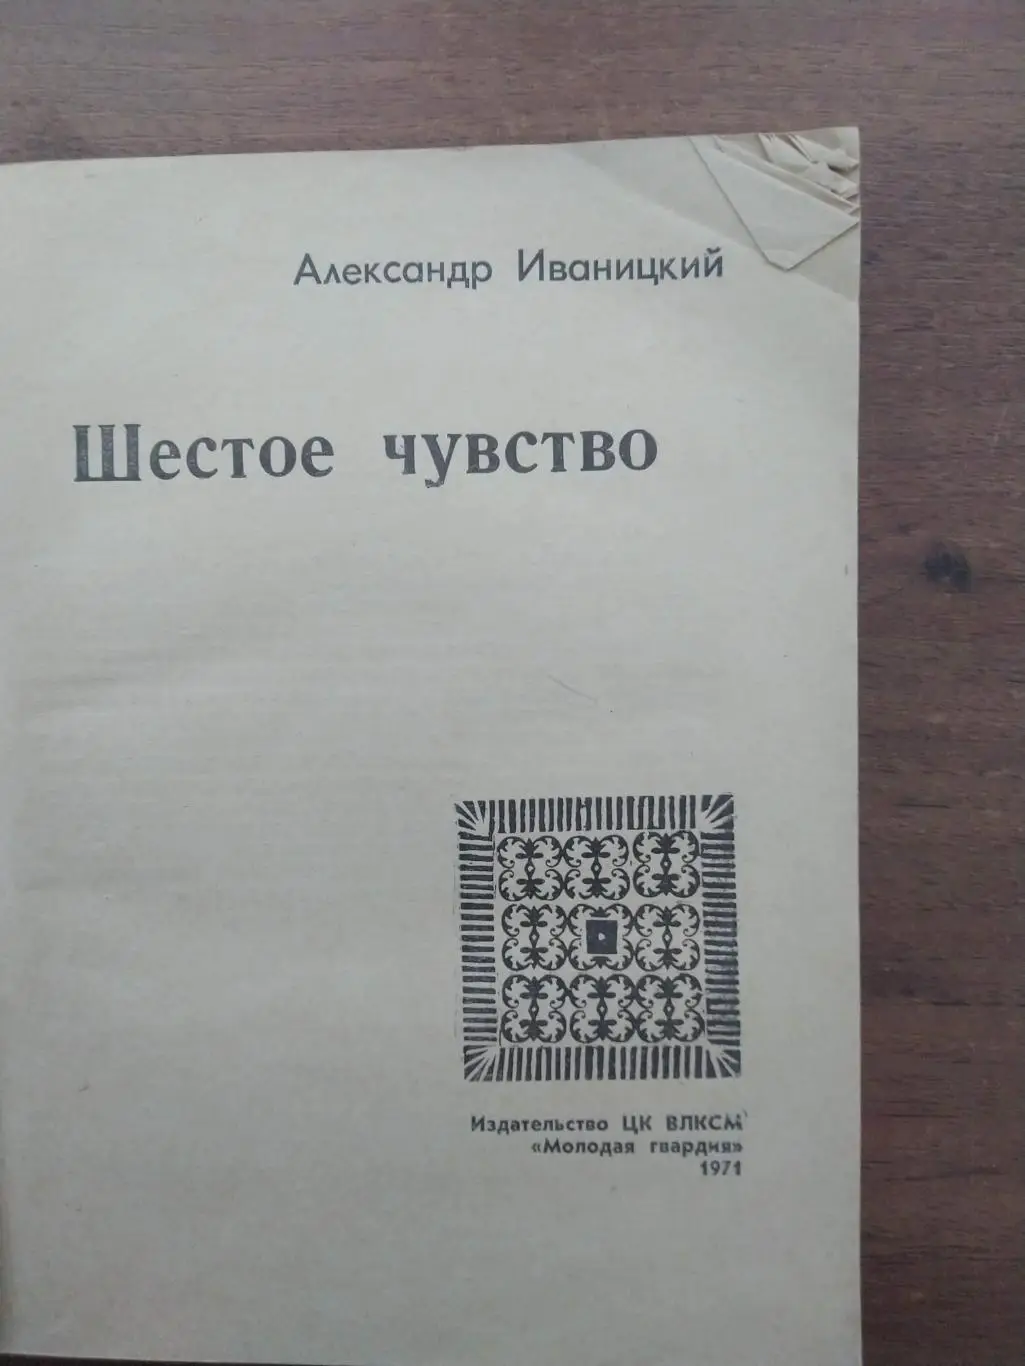 Александр Иваницкий
Шестое чувство
Издательство ЦК ВЛКСМ
«Молодая гвардия»
1971